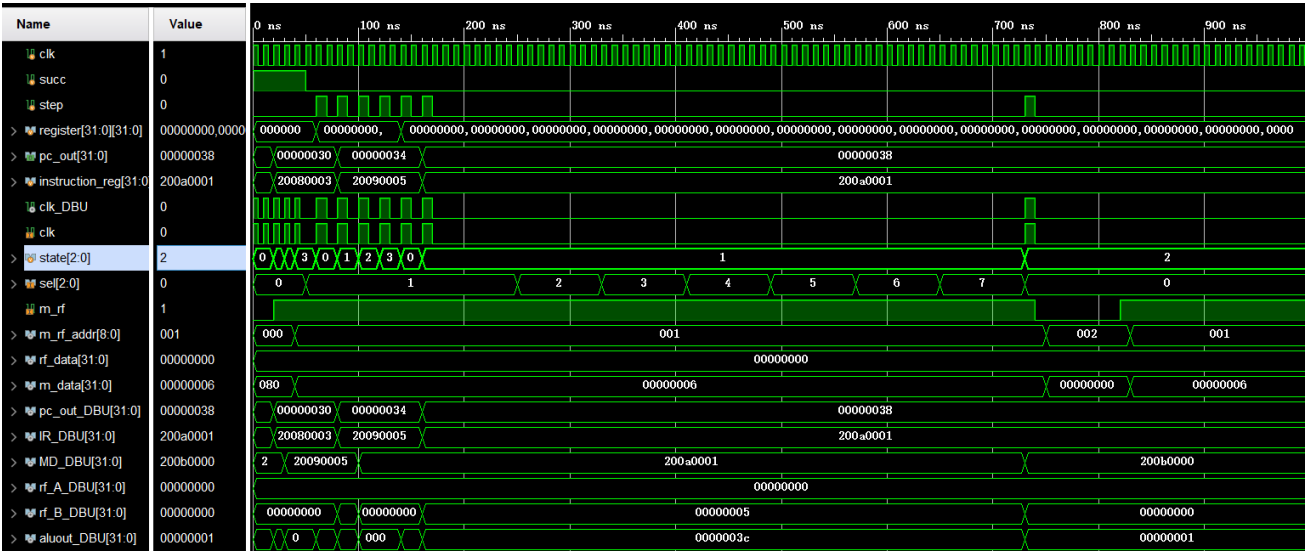 Name Value 0 ns 100 ns 200 ns 300 ns 400 ns 500 ns 600 ns 700 ns 800 ns 900 ns
clk 1
succ 0
step 0
register[31:0][31:0] 00000000,0000 000000 00000000, 00000000,00000000,00000000,00000000,00000000,00000000,00000000,00000000,00000000,00000000,00000000,00000000,00000000,00000000,0000
pc_out[31:0] 00000038 00000030 00000034 00000038
instruction_reg[31:0 200a0001 20080003 20090005 200a0001
clk_DBU 0
clk 0
state[2:0] 2 0 3 0 1 2 3 0 1 2
sel[2:0] 0 0 1 2 3 4 5 6 7 0
m_rf 1
m_rf_addr[8:0] 001 000 001 002 001
rf_data[31:0] 00000000 00000000
m_data[31:0] 00000006 080 00000006 00000000 00000006
pc_out_DBU[31:0] 00000038 00000030 00000034 00000038
IR_DBU[31:0] 200a0001 20080003 20090005 200a0001
MD_DBU[31:0] 200b0000 2 20090005 200a0001 200b0000
rf_A_DBU[31:0] 00000000 00000000
rf_B_DBU[31:0] 00000000 00000000 00000000 00000005 00000000
aluout_DBU[31:0] 00000001 0 000 0000003c 00000001